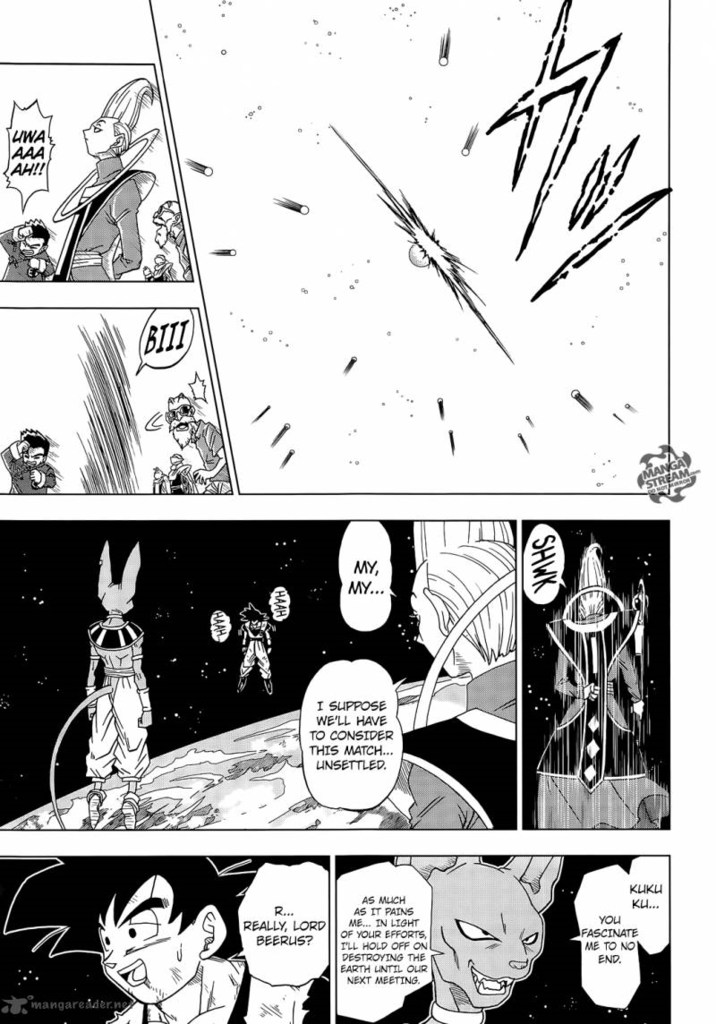 UWA
AAA
AH!!
BIII
MANGA
STREAM
SHWK
MY,
MY...
HAAH
HAAH
I SUPPOSE
WE'LL HAVE
TO CONSIDER
THIS MATCH...
UNSETTLED.
KUKU
KU...
YOU
FASCINATE
ME TO NO
END.
AS MUCH
AS IT PAINS
ME... IN LIGHT
OF YOUR EFFORTS,
I'LL HOLD OFF ON
DESTROYING THE
EARTH UNTIL OUR
NEXT MEETING.
R...
REALLY, LORD
BEERUS?
mangareader.net